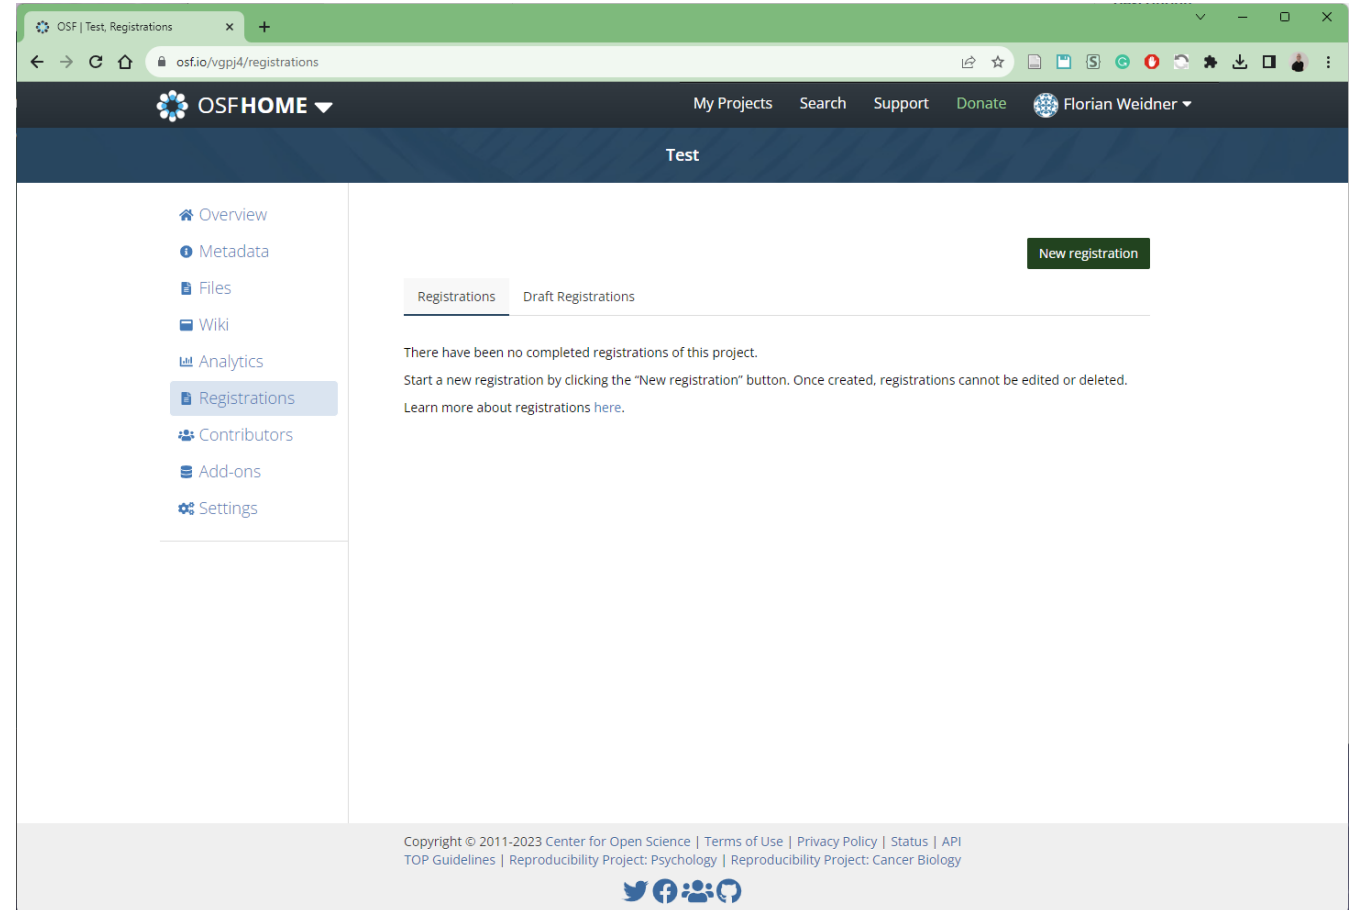 OSF | Test, Registrations
osf.io/vgpj4/registrations
OSFHOME
My Projects Search Support Donate Florian Weidner
Test
Overview
Metadata
New registration
Files
Registrations Draft Registrations
Wiki
There have been no completed registrations of this project.
Analytics
Start a new registration by clicking the “New registration” button. Once created, registrations cannot be edited or deleted.
Registrations
Learn more about registrations here.
Contributors
Add-ons
Settings
Copyright © 2011-2023 Center for Open Science | Terms of Use | Privacy Policy | Status | API
TOP Guidelines | Reproducibility Project: Psychology | Reproducibility Project: Cancer Biology